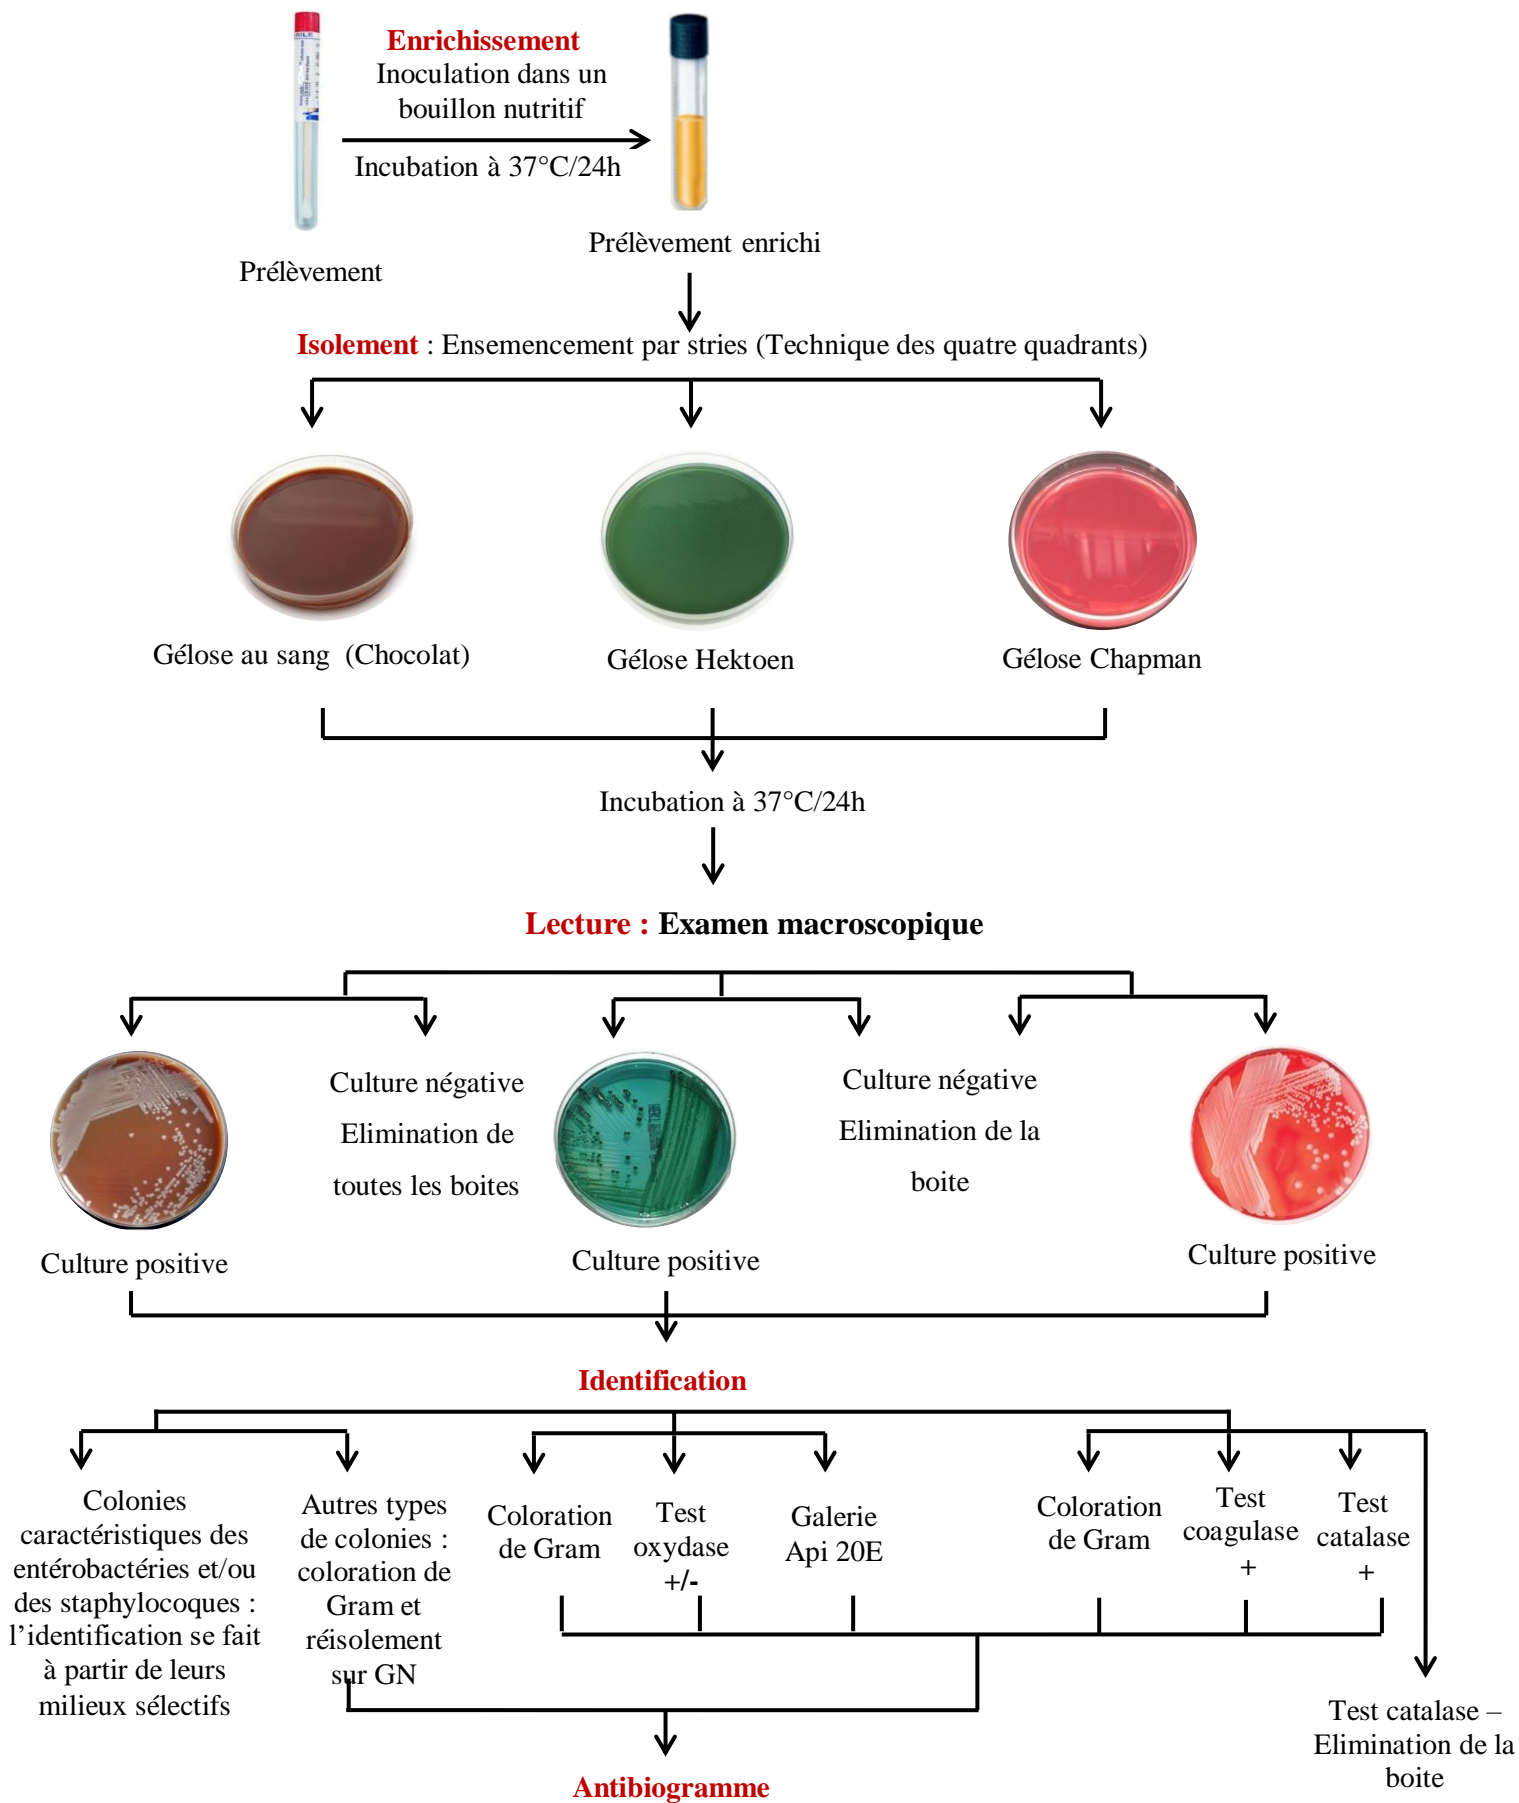 Enrichissement
Inoculation dans un
bouillon nutritif
Incubation à 37°C/24h
Prélèvement
Prélèvement enrichi
Isolement : Ensemencement par stries (Technique des quatre quadrants)
Gélose au sang (Chocolat)
Gélose Hektoen
Gélose Chapman
Incubation à 37°C/24h
Lecture : Examen macroscopique
Culture négative
Elimination de
toutes les boites
Culture négative
Elimination de la
boite
Culture positive
Culture positive
Culture positive
Identification
Colonies
caractéristiques des
entérobactéries et/ou
des staphylocoques :
l’identification se fait
à partir de leurs
milieux sélectifs
Autres types
de colonies :
coloration de
Gram et
réisolement
sur GN
Coloration
de Gram
Test
oxydase
+/-
Galerie
Api 20E
Coloration
de Gram
Test
coagulase
+
Test
catalase
+
Test catalase –
Elimination de la
boite
Antibiogramme